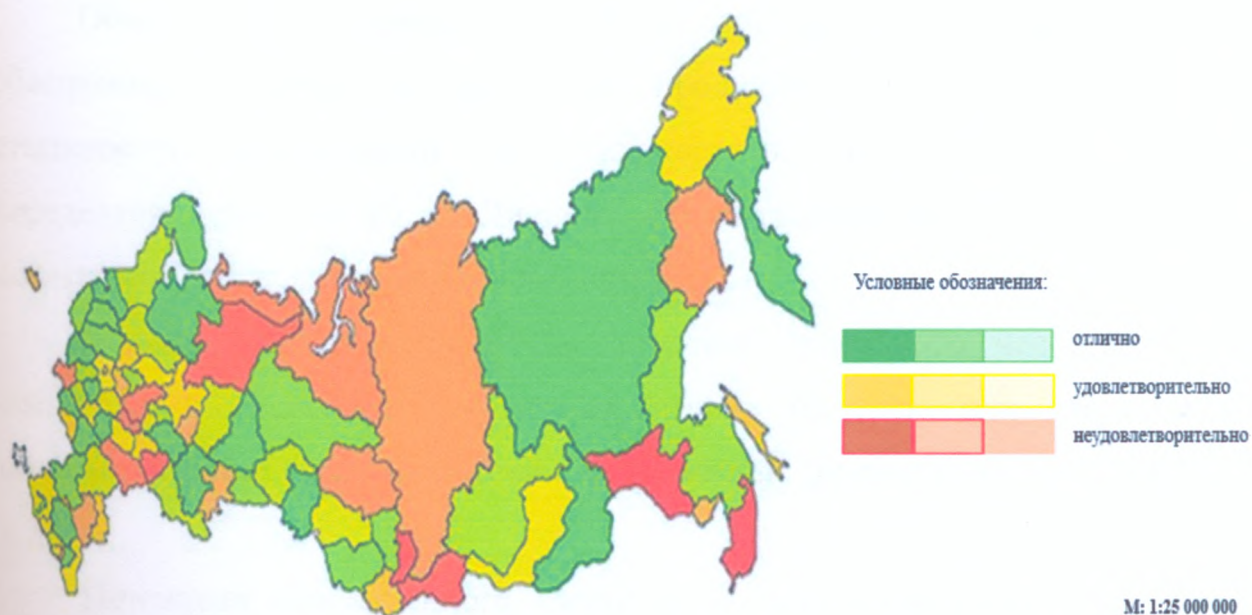 Условные обозначения:
отлично
удовлетворительно
неудовлетворительно
М: 1:25 000 000